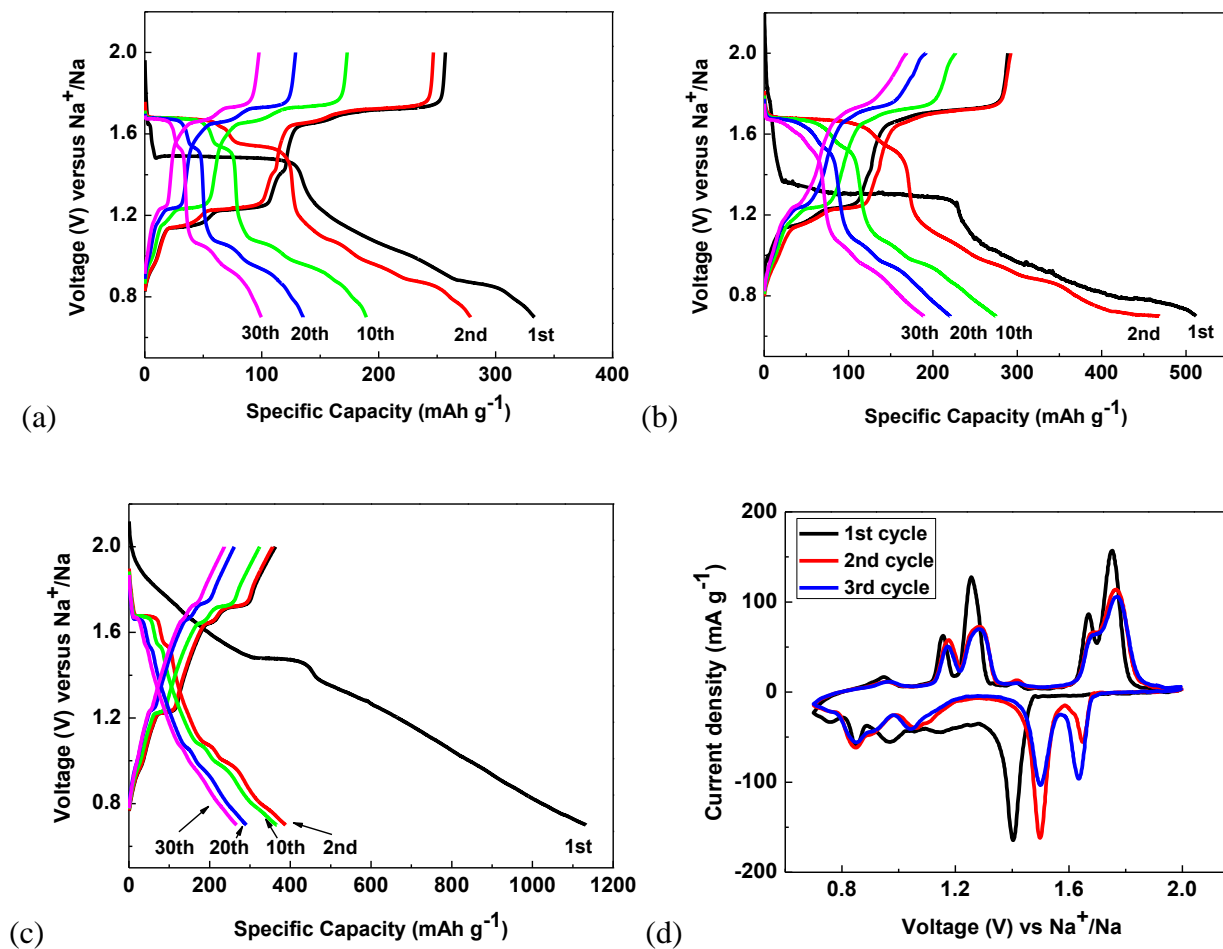 2.0
1.6
1.2
0.8
Voltage (V) versus Na⁺/Na
30th 20th 10th 2nd 1st
0 100 200 300 400
Specific Capacity (mAh g⁻¹)
(a)
2.0
1.6
1.2
0.8
Voltage (V) versus Na⁺/Na
30th 20th 10th 2nd 1st
0 100 200 300 400 500
Specific Capacity (mAh g⁻¹)
(b)
2.0
1.6
1.2
0.8
Voltage (V) versus Na⁺/Na
30th 20th 10th 2nd 1st
0 200 400 600 800 1000 1200
Specific Capacity (mAh g⁻¹)
(c)
200
100
0
-100
-200
Current density (mA g⁻¹)
1st cycle
2nd cycle
3rd cycle
0.8 1.2 1.6 2.0
Voltage (V) vs Na⁺/Na
(d)